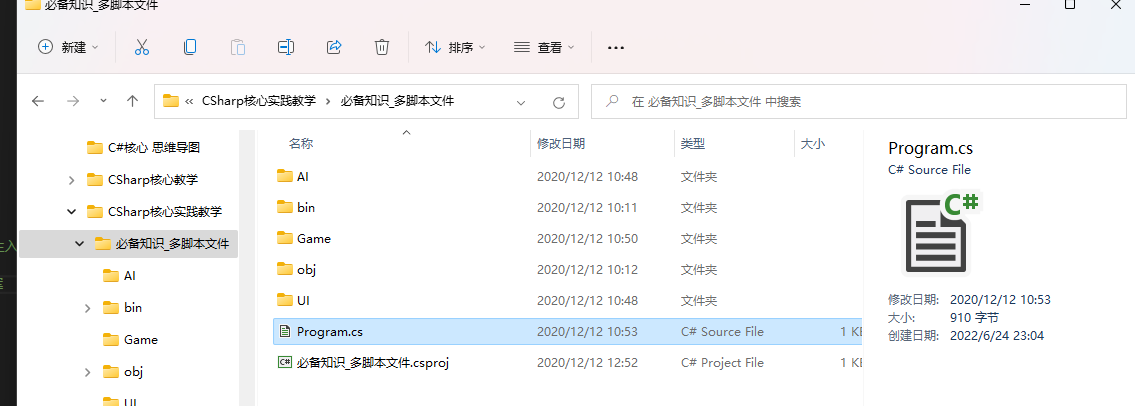 必备知识_多脚本文件
新建 排序 查看
« CSharp核心实践教学 > 必备知识_多脚本文件 在 必备知识_多脚本文件 中搜索
C#核心 思维导图
CSharp核心教学
CSharp核心实践教学
必备知识_多脚本文件
AI
bin
Game
obj
UI
名称 修改日期 类型 大小
AI 2020/12/12 10:48 文件夹
bin 2020/12/12 10:11 文件夹
Game 2020/12/12 10:50 文件夹
obj 2020/12/12 10:12 文件夹
UI 2020/12/12 10:48 文件夹
Program.cs 2020/12/12 10:53 C# Source File 1 KB
C# 必备知识_多脚本文件.csproj 2020/12/12 12:52 C# Project File 1 KB
Program.cs
C# Source File
C#
修改日期: 2020/12/12 10:53
大小: 910 字节
创建日期: 2022/6/24 23:04